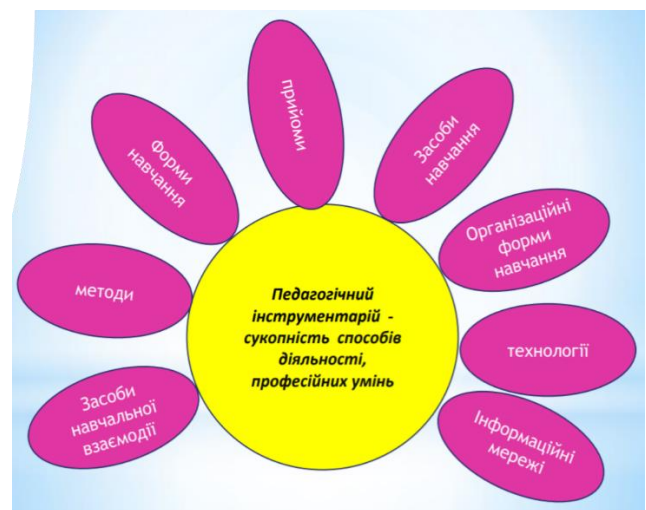 прийоми
Форми
навчання
Засоби
навчання
Організаційні
форми
навчання
методи
Педагогічний
інструментарій -
сукопність способів
діяльності,
професійних умінь
технології
Засоби
навчальної
взаємодії
Інформаційні
мережі